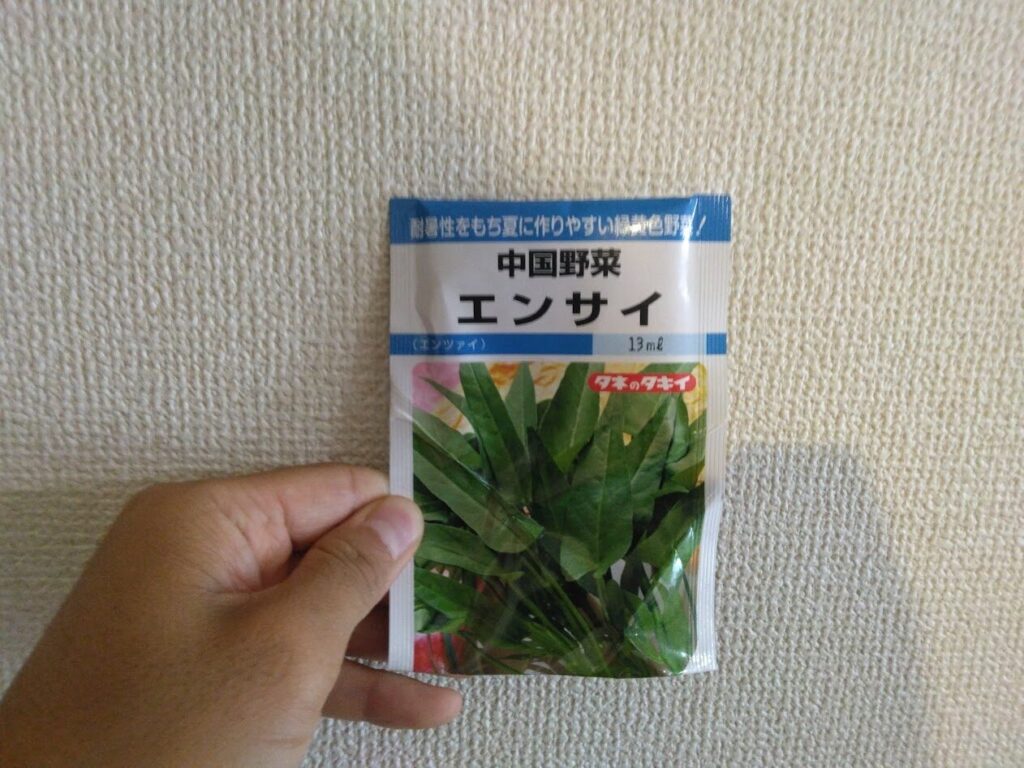 耐暑性をもち夏に作りやすい緑黄色野菜!
中国野菜
エンサイ
(エンツァイ)
13ml
タネのタキイ